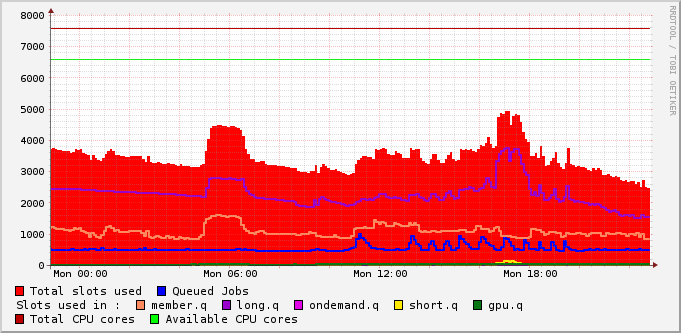 RRDTOOL / TOBI OETIKER
8000
7000
6000
5000
4000
3000
2000
1000
0
Mon 00:00 Mon 06:00 Mon 12:00 Mon 18:00
Total slots used Queued Jobs
Slots used in : member.q long.q ondemand.q short.q gpu.q
Total CPU cores Available CPU cores